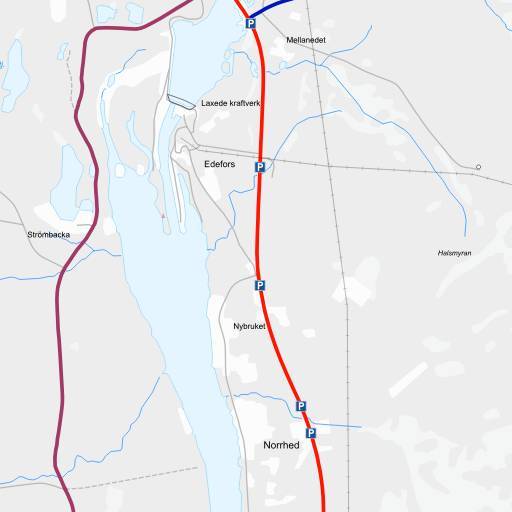 P
Mellanedet
Laxede kraftverk
Edefors
P
Strömbacka
Halsmyran
P
Nybruket
P
P
Norrhed